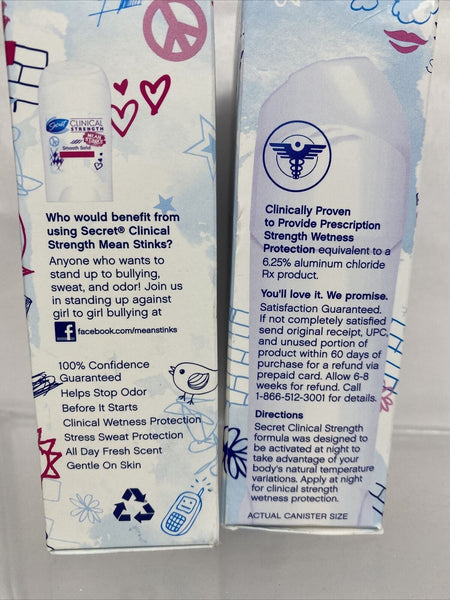 Secret
CLINICAL
STRENGTH
MEAN
STINKS
Smooth Solid
Who would benefit from
using Secret® Clinical
Strength Mean Stinks?
Anyone who wants to
stand up to bullying,
sweat, and odor! Join us
in standing up against
girl to girl bullying at
f facebook.com/meanstinks
100% Confidence
Guaranteed
Helps Stop Odor
Before It Starts
Clinical Wetness Protection
Stress Sweat Protection
All Day Fresh Scent
Gentle On Skin
Clinically Proven
to Provide Prescription
Strength Wetness
Protection equivalent to a
6.25% aluminum chloride
Rx product.
You'll love it. We promise.
Satisfaction Guaranteed.
If not completely satisfied
send original receipt, UPC,
and unused portion of
product within 60 days of
purchase for a refund via
prepaid card. Allow 6-8
weeks for refund. Call
1-866-512-3001 for details.
Directions
Secret Clinical Strength
formula was designed to
be activated at night to
take advantage of your
body's natural temperature
variations. Apply at night
for clinical strength
wetness protection.
ACTUAL CANISTER SIZE